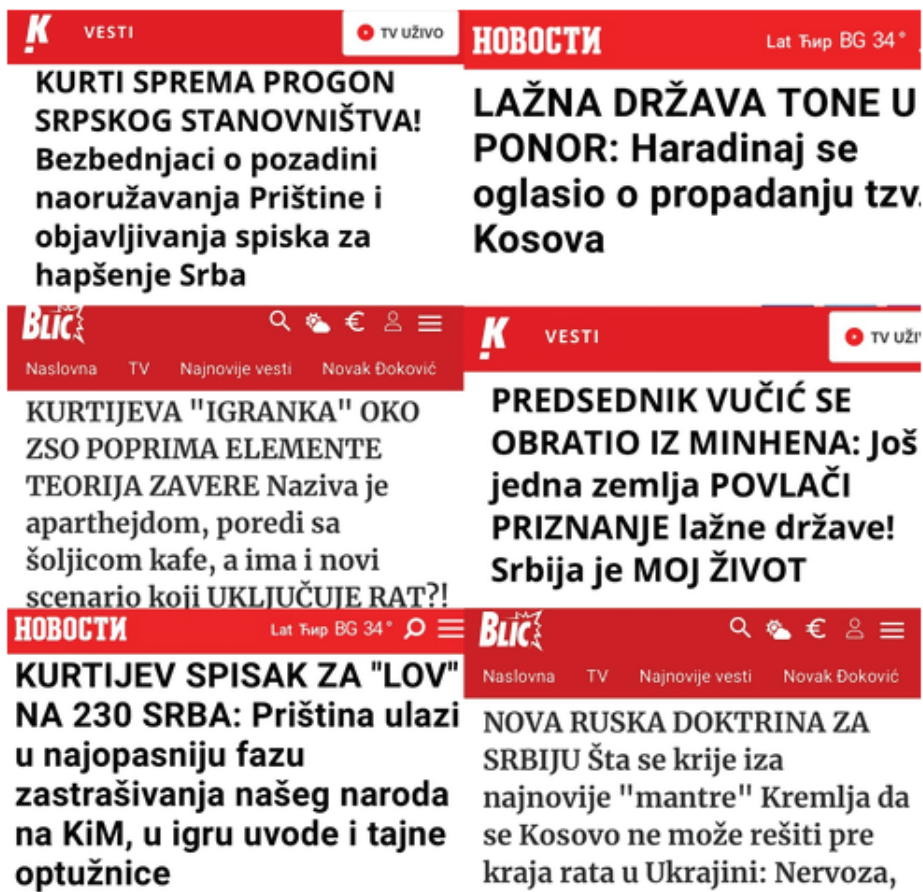 K VESTI TV UŽIVO
KURTI SPREMA PROGON
SRPSKOG STANOVNIŠTVA!
Bezbednjaci o pozadini
naoružavanja Prištine i
objavljivanja spiska za
hapšenje Srba
НОВОСТИ Lat Ћир BG 34°
LAŽNA DRŽAVA TONE U
PONOR: Haradinaj se
oglasio o propadanju tzv.
Kosova
BLIC €
Naslovna TV Najnovije vesti Novak Đoković
KURTIJEVA "IGRANKA" OKO
ZSO POPRIMA ELEMENTE
TEORIJA ZAVERE Naziva je
aparthejdom, poredi sa
šoljicom kafe, a ima i novi
scenario koji UKLJUČUJE RAT?!
K VESTI TV UŽI
PREDSEDNIK VUČIĆ SE
OBRATIO IZ MINHENA: Još
jedna zemlja POVLAČI
PRIZNANJE lažne države!
Srbija je MOJ ŽIVOT
НОВОСТИ Lat Ћир BG 34°
KURTIJEV SPISAK ZA "LOV"
NA 230 SRBA: Priština ulazi
u najopasniju fazu
zastrašivanja našeg naroda
na KiM, u igru uvode i tajne
optužnice
BLIC €
Naslovna TV Najnovije vesti Novak Đoković
NOVA RUSKA DOKTRINA ZA
SRBIJU Šta se krije iza
najnovije "mantre" Kremlja da
se Kosovo ne može rešiti pre
kraja rata u Ukrajini: Nervoza,